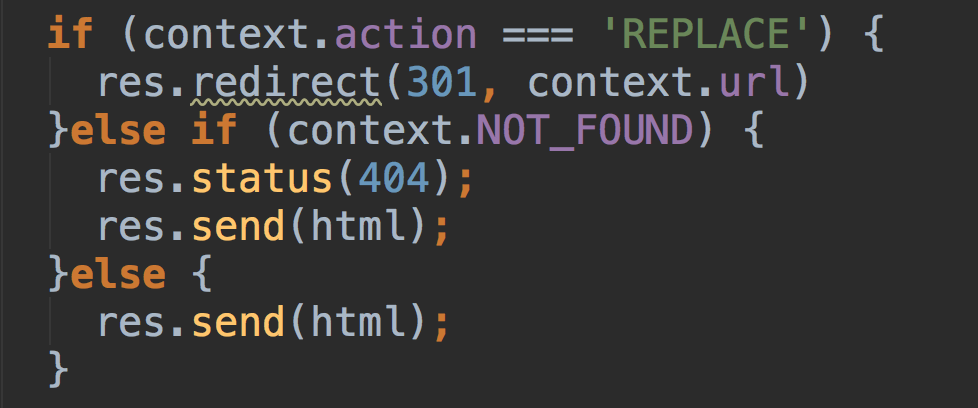 if (context.action === 'REPLACE') {
  res.redirect(301, context.url)
}else if (context.NOT_FOUND) {
  res.status(404);
  res.send(html);
}else {
  res.send(html);
}